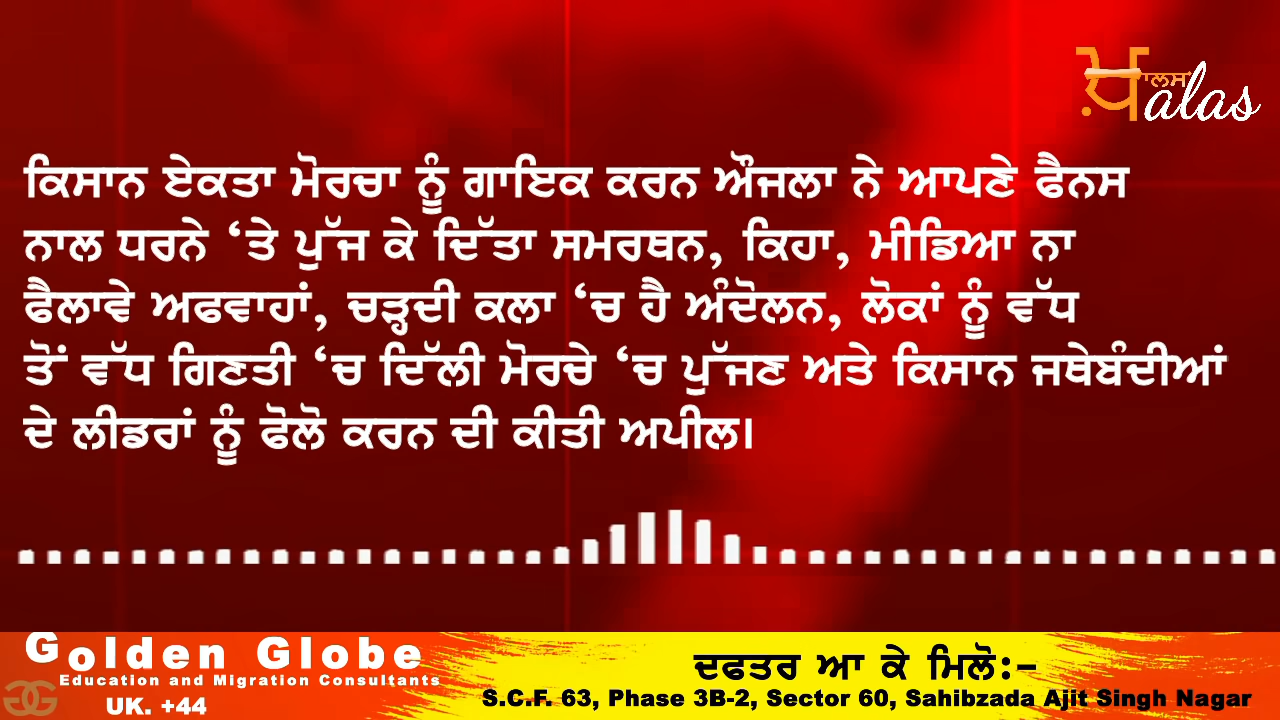 ਖ਼ਾਲਸ alas
ਕਿਸਾਨ ਏਕਤਾ ਮੋਰਚਾ ਨੂੰ ਗਾਇਕ ਕਰਨ ਔਜਲਾ ਨੇ ਆਪਣੇ ਫੈਨਸ
ਨਾਲ ਧਰਨੇ ‘ਤੇ ਪੁੱਜ ਕੇ ਦਿੱਤਾ ਸਮਰਥਨ, ਕਿਹਾ, ਮੀਡਿਆ ਨਾ
ਫੈਲਾਵੇ ਅਫਵਾਹਾਂ, ਚੜ੍ਹਦੀ ਕਲਾ ‘ਚ ਹੈ ਅੰਦੋਲਨ, ਲੋਕਾਂ ਨੂੰ ਵੱਧ
ਤੋਂ ਵੱਧ ਗਿਣਤੀ ‘ਚ ਦਿੱਲੀ ਮੋਰਚੇ ‘ਚ ਪੁੱਜਣ ਅਤੇ ਕਿਸਾਨ ਜਥੇਬੰਦੀਆਂ
ਦੇ ਲੀਡਰਾਂ ਨੂੰ ਫੋਲੋ ਕਰਨ ਦੀ ਕੀਤੀ ਅਪੀਲ।
Golden Globe
Education and Migration Consultants
UK. +44
ਦਫਤਰ ਆ ਕੇ ਮਿਲੋ:-
S.C.F. 63, Phase 3B-2, Sector 60, Sahibzada Ajit Singh Nagar